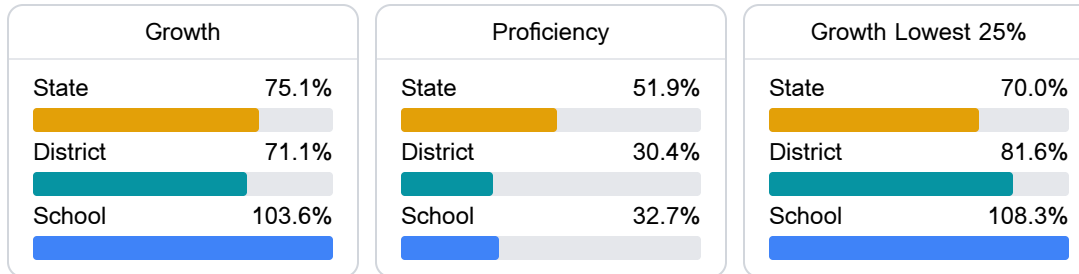 Growth
State 75.1%
District 71.1%
School 103.6%
Proficiency
State 51.9%
District 30.4%
School 32.7%
Growth Lowest 25%
State 70.0%
District 81.6%
School 108.3%